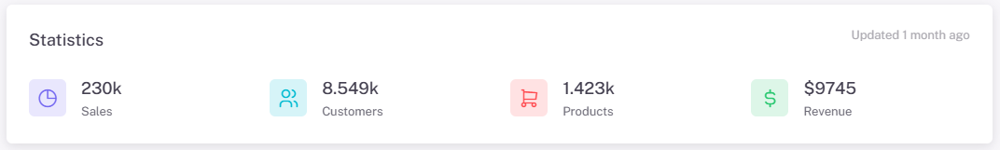 Statistics
Updated 1 month ago
230k
Sales
8.549k
Customers
1.423k
Products
$9745
Revenue